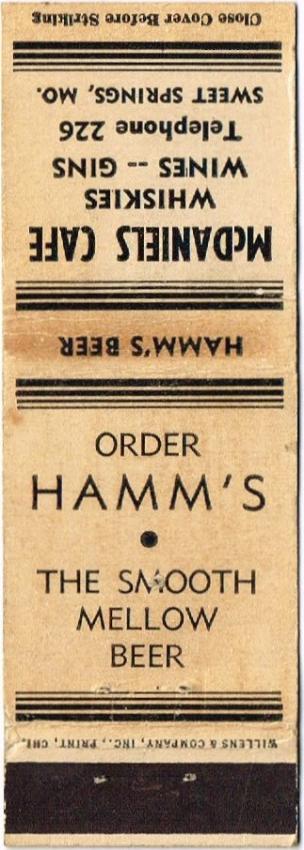 Close Cover Before Striking
McDANIELS CAFE
WHISKIES
WINES -- GINS
Telephone 226
SWEET SPRINGS, MO.
HAMM'S BEER
ORDER
HAMM'S
●
THE SMOOTH
MELLOW
BEER
WILLENS & COMPANY, INC., PRINT, CHI.